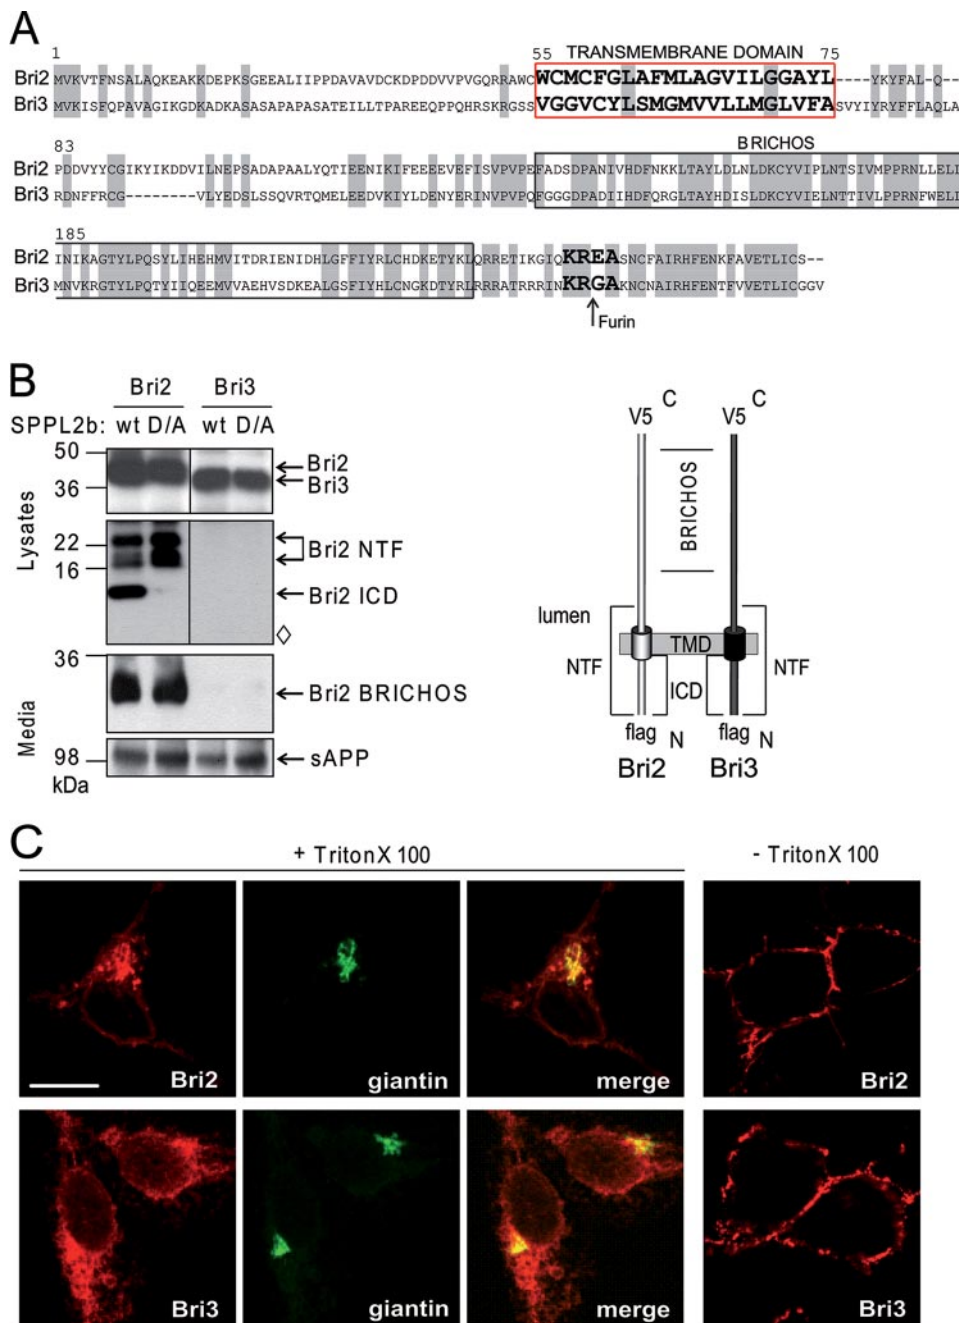 A
1 55 TRANSMEMBRANE DOMAIN 75
Bri2 MVKVTFNSALAQKEAKKDEPKSGEEALIIPPDAVAVDCKDPDDVVPVGQRRAWCWCMCFGLAFMLAGVILGGAYL-----YKYFAL-Q--
Bri3 MVKISFQPAVAGIKGDKADKASASAPAPASATEILLTPAREEQPPQHRSKRGSSVGGVCYLSMGMVVLLMGLVFASVYIYRYFFLAQLA
83 BRICHOS
Bri2 PDDVYYCGIKYIKDDVILNEPSADAPAALYQTIEENIKIFEEEEVEFISVPVPEFADSDPANIVHDFNKKLTAYLDLNLDKCYVIPLNTSIVMPPRNLLELL
Bri3 RDNFFRCG-------VLYEDSLSSQVRTQMELEEDVKIYLDENYERINVPVPQFGGGDPADIIHDFQRGLTAYHDISLDKCYVIELNTTIVLPPRNFWELL
185
Bri2 INIKAGTYLPQSYLIHEHMVITDRIENIDHLGFFIYRLCHDKETYKLQRRETIKGIQKREASNCFAIRHFENKFAVETLICS--
Bri3 MNVKRGTYLPQTYIIQEEMVVAEHVSDKEALGSFIYHLCNGKDTYRLRRRATRRRINKRGAKNCNAIRHFENTFVVETLICGGV
Furin
B
Bri2 Bri3
SPPL2b: wt D/A wt D/A
50
Bri2
Bri3
36
Lysates
22
Bri2 NTF
16
Bri2 ICD
36
Bri2 BRICHOS
Media
98
sAPP
kDa
V5 C V5 C
BRICHOS
lumen
NTF TMD NTF
ICD
flag N flag N
Bri2 Bri3
C
+ TritonX 100 - TritonX 100
Bri2 giantin merge Bri2
Bri3 giantin merge Bri3